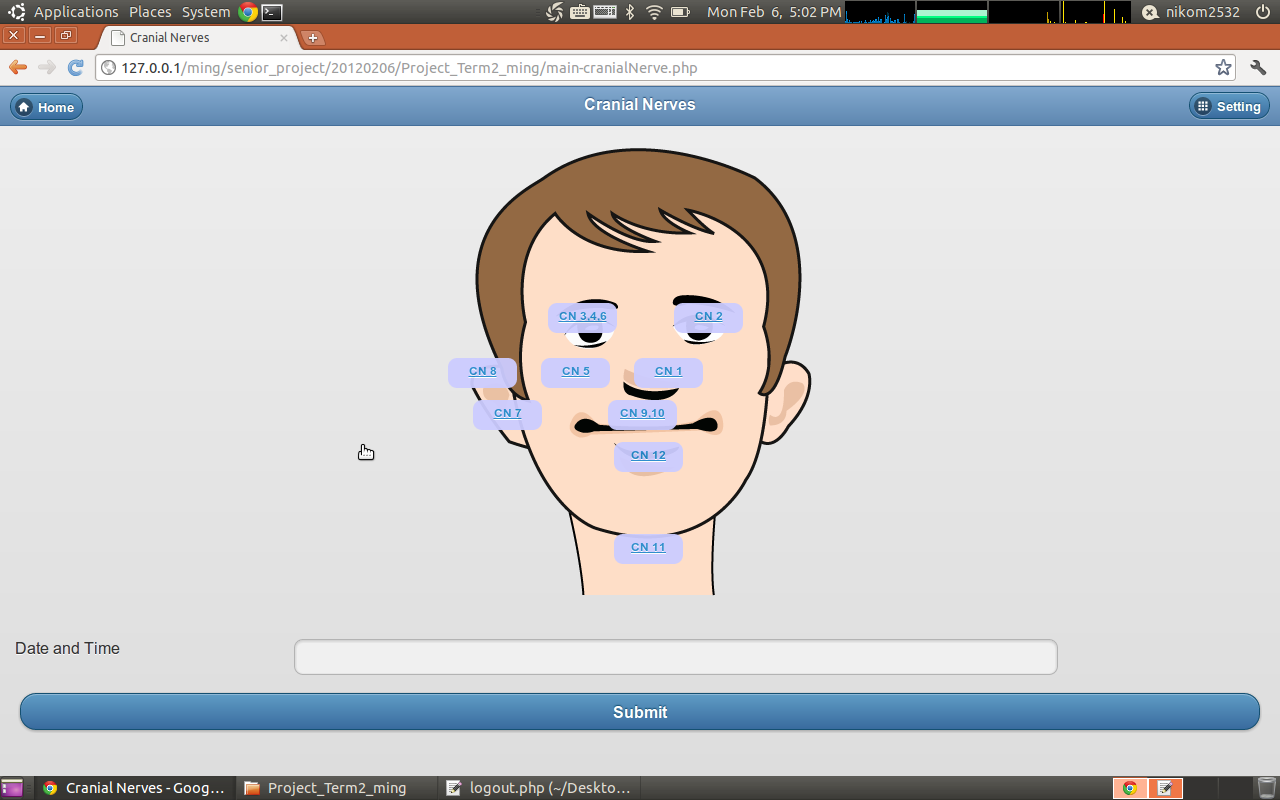 Applications Places System Mon Feb 6, 5:02 PM nikom2532
Cranial Nerves
127.0.0.1/ming/senior_project/20120206/Project_Term2_ming/main-cranialNerve.php
Home Cranial Nerves Setting
CN 3,4,6 CN 2
CN 8 CN 5 CN 1
CN 7 CN 9,10
CN 12
CN 11
Date and Time
Submit
Cranial Nerves - Goog... Project_Term2_ming logout.php (~/Deskto...